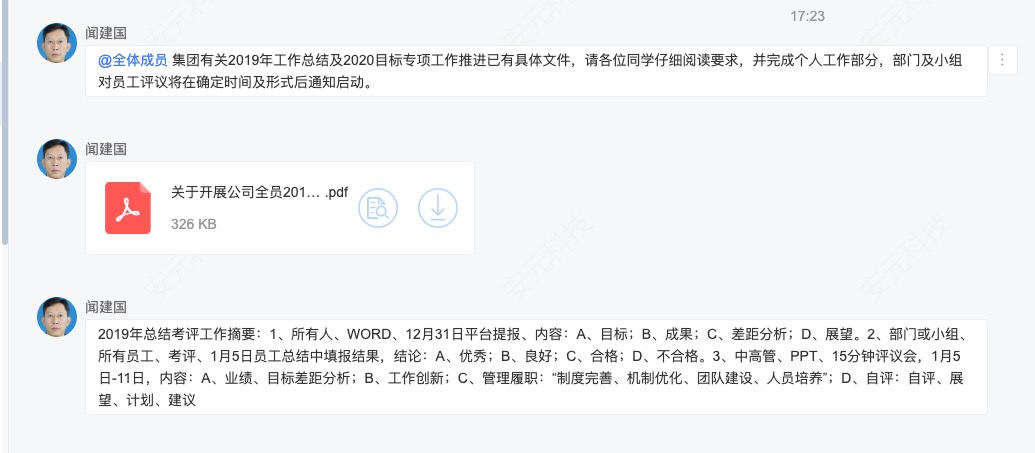 17:23
闻建国
@全体成员 集团有关2019年工作总结及2020目标专项工作推进已有具体文件，请各位同学仔细阅读要求，并完成个人工作部分，部门及小组
对员工评议将在确定时间及形式后通知启动。
闻建国
关于开展公司全员201... .pdf
326 KB
闻建国
2019年总结考评工作摘要：1、所有人、WORD、12月31日平台提报、内容：A、目标；B、成果；C、差距分析；D、展望。2、部门或小组、
所有员工、考评、1月5日员工总结中填报结果，结论：A、优秀；B、良好；C、合格；D、不合格。3、中高管、PPT、15分钟评议会，1月5
日-11日，内容：A、业绩、目标差距分析；B、工作创新；C、管理履职：“制度完善、机制优化、团队建设、人员培养”；D、自评：自评、展
望、计划、建议
安元科技
安元科技
安元科技